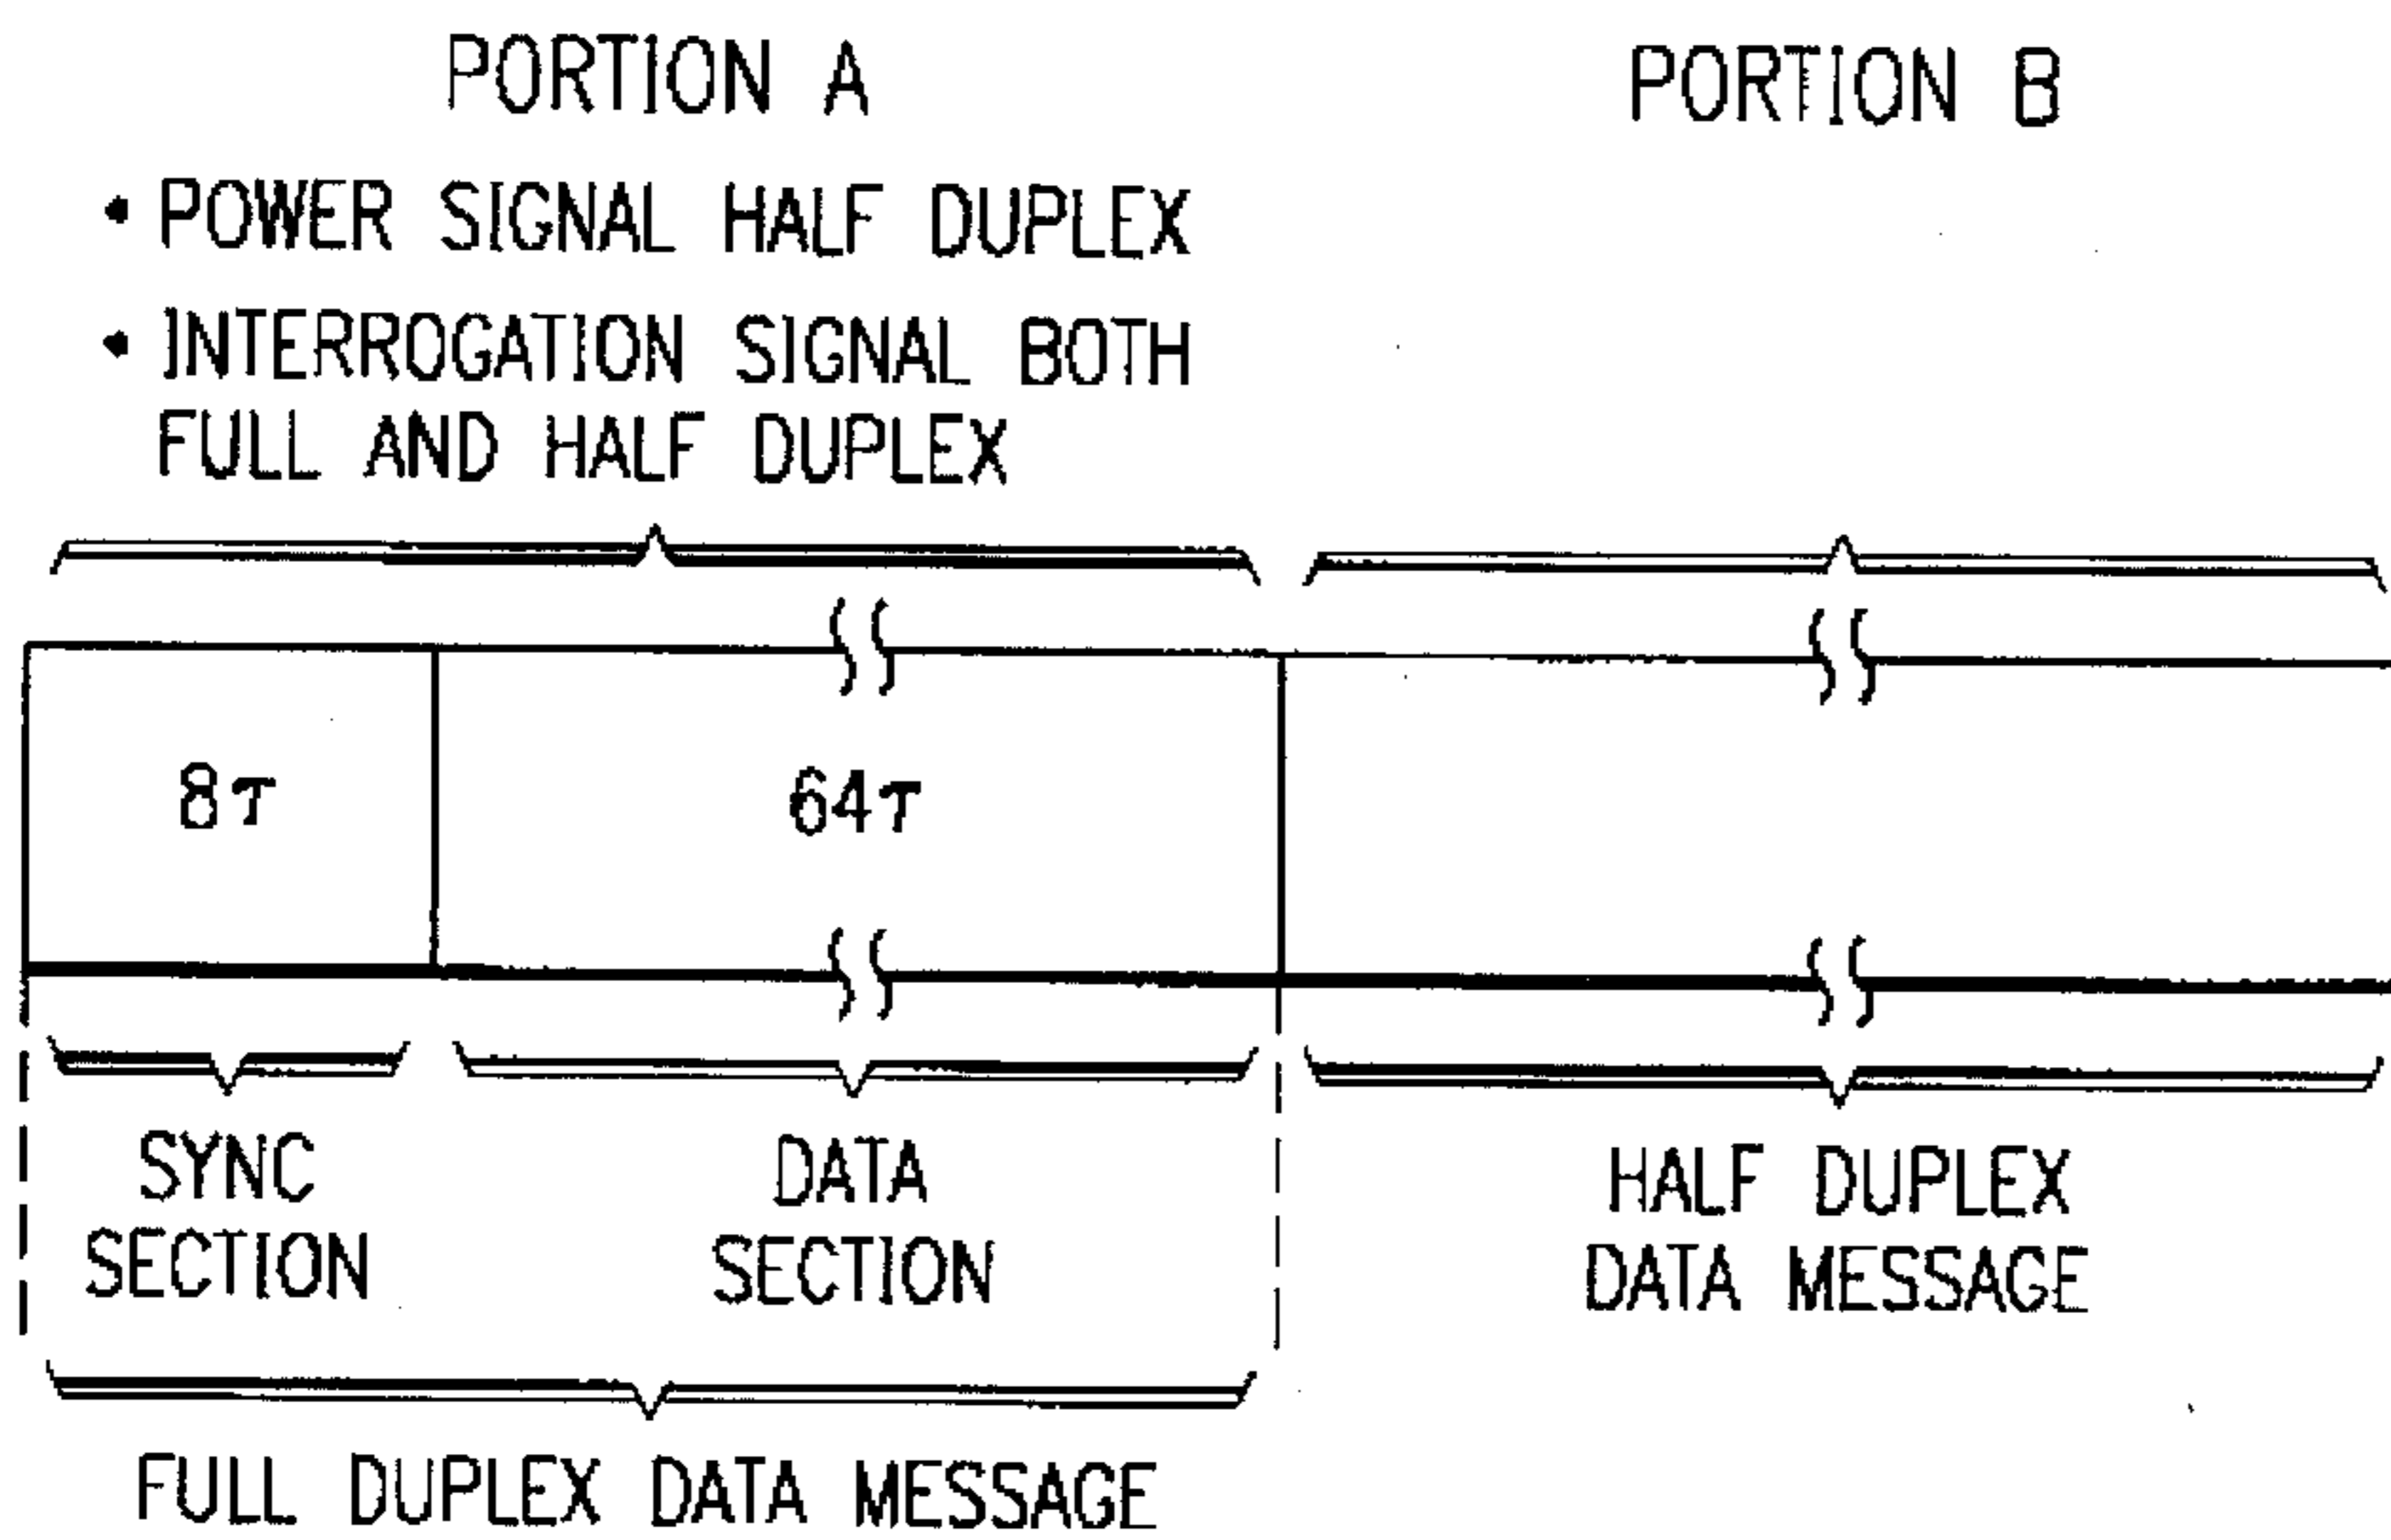 PORTION A
PORTION B
• POWER SIGNAL HALF DUPLEX
• INTERROGATION SIGNAL BOTH
FULL AND HALF DUPLEX
8τ
64τ
SYNC
SECTION
DATA
SECTION
HALF DUPLEX
DATA MESSAGE
FULL DUPLEX DATA MESSAGE